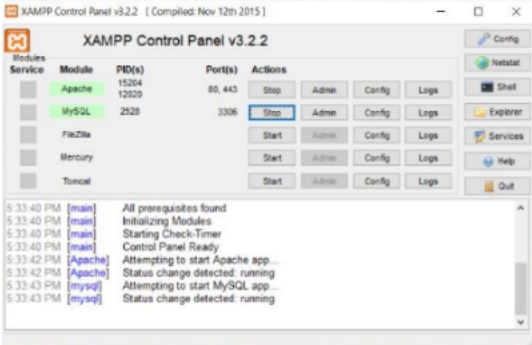 XAMPP Control Panel v3.2.2 [ Compiled: Nov 12th 2015 ]
XAMPP Control Panel v3.2.2
Config
Modules
Service Module PID(s) Port(s) Actions
Netstat
Apache 15204 12020 80, 443 Stop Admin Config Logs
Shell
MySQL 2528 3306 Stop Admin Config Logs
Explorer
FileZilla Start Admin Config Logs
Services
Mercury Start Admin Config Logs
Help
Tomcat Start Admin Config Logs
Quit
5:33:40 PM [main] All prerequisites found
5:33:40 PM [main] Initializing Modules
5:33:40 PM [main] Starting Check-Timer
5:33:40 PM [main] Control Panel Ready
5:33:42 PM [Apache] Attempting to start Apache app...
5:33:42 PM [Apache] Status change detected: running
5:33:43 PM [mysql] Attempting to start MySQL app...
5:33:43 PM [mysql] Status change detected: running